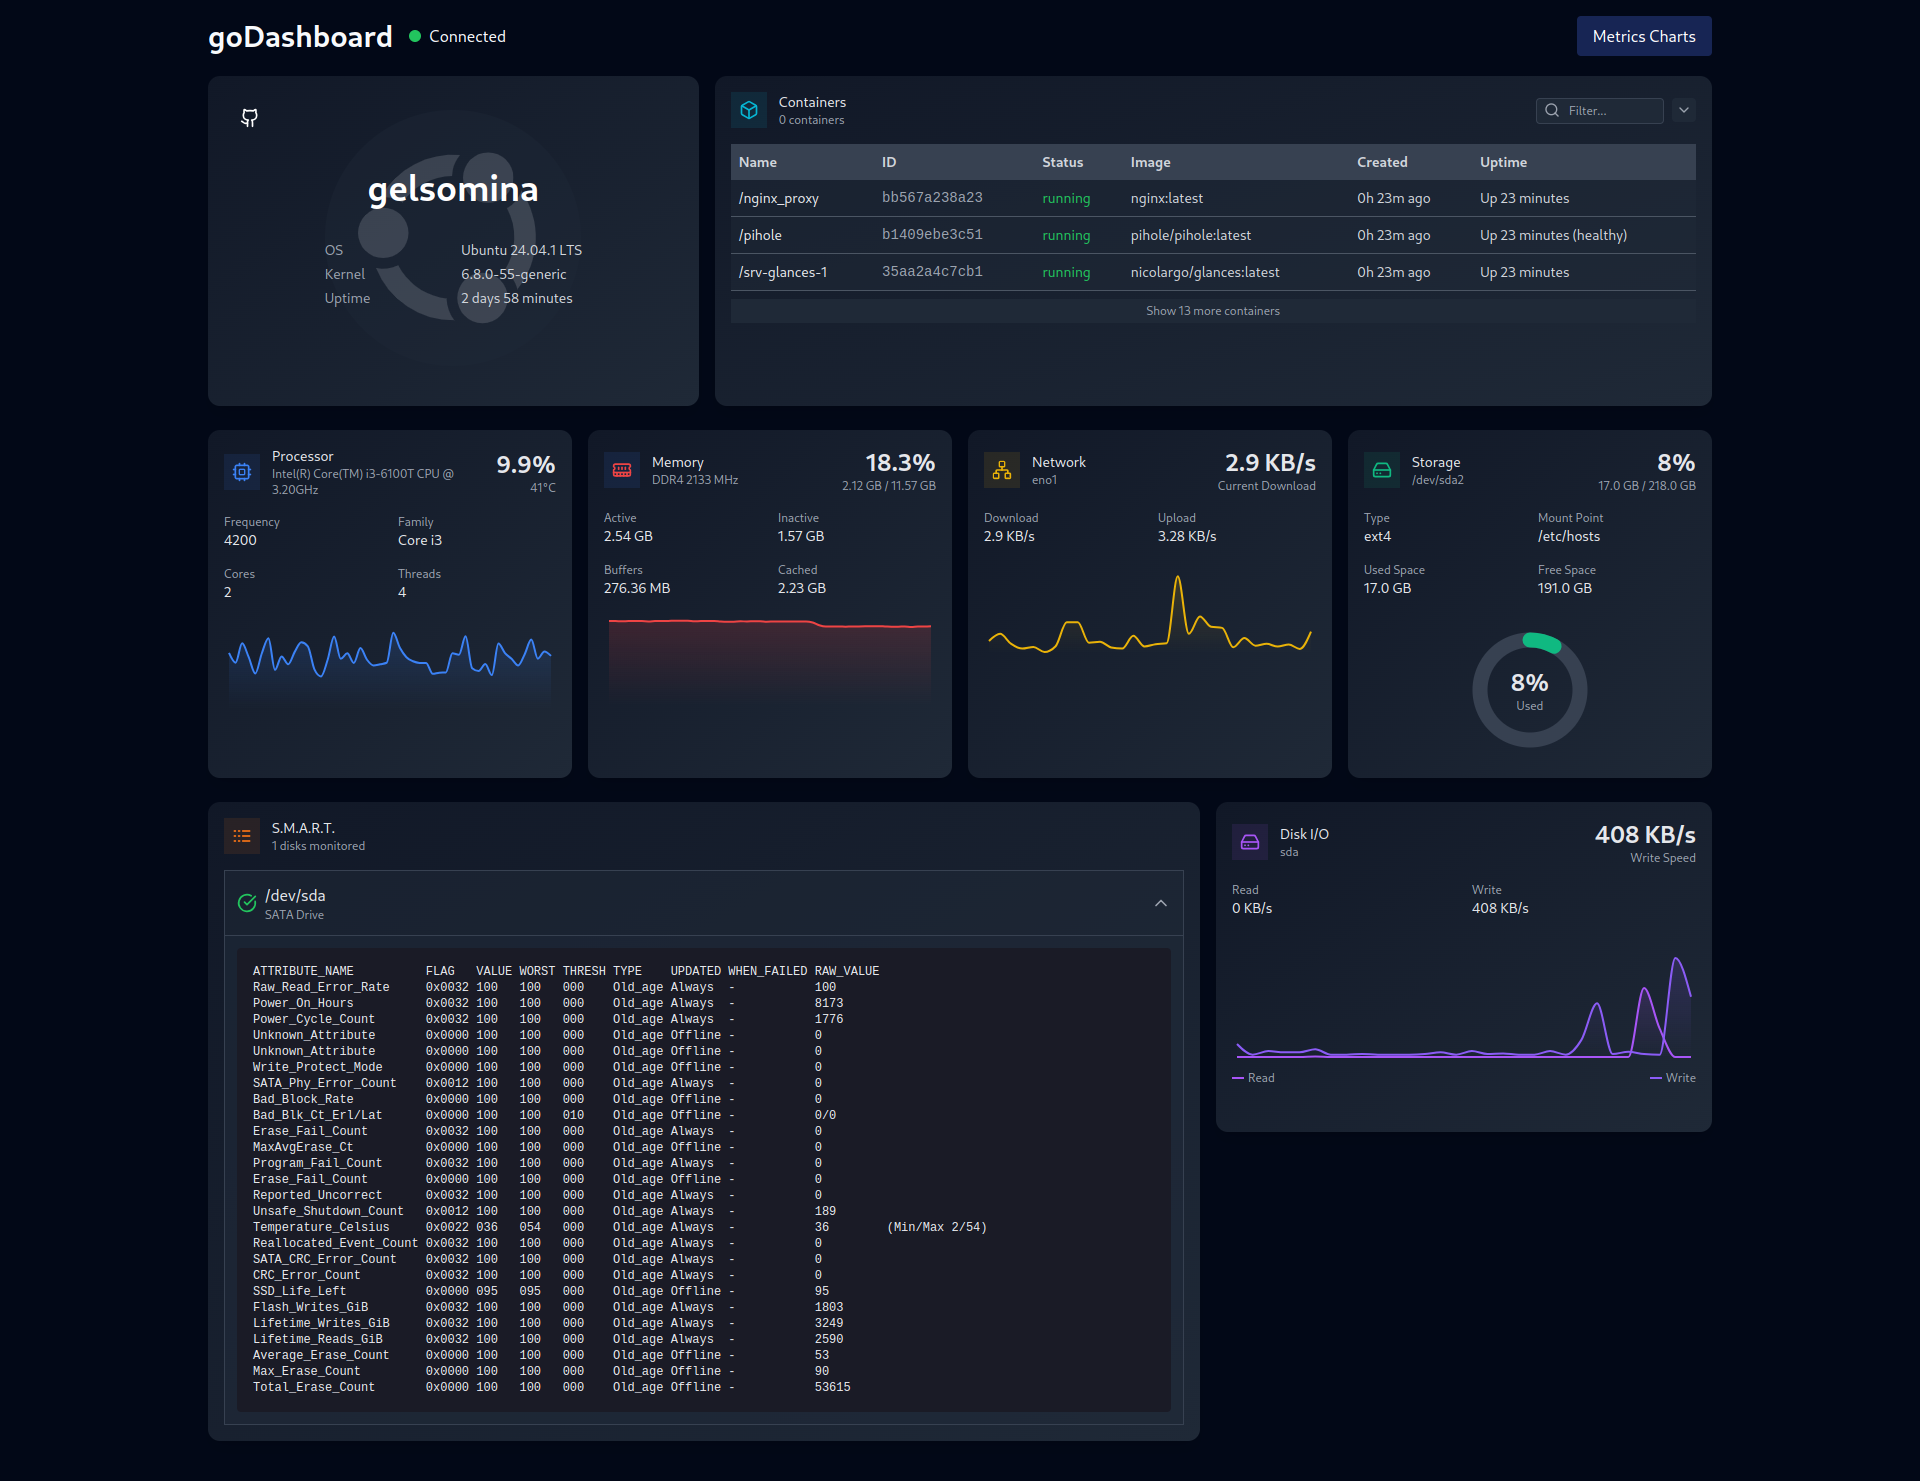 goDashboard
Connected
Metrics Charts
gelsomina
OS Ubuntu 24.04.1 LTS
Kernel 6.8.0-55-generic
Uptime 2 days 58 minutes
Containers
0 containers
Filter...
Name ID Status Image Created Uptime
/nginx_proxy bb567a238a23 running nginx:latest 0h 23m ago Up 23 minutes
/pihole b1409ebe3c51 running pihole/pihole:latest 0h 23m ago Up 23 minutes (healthy)
/srv-glances-1 35aa2a4c7cb1 running nicolargo/glances:latest 0h 23m ago Up 23 minutes
Show 13 more containers
Processor
Intel(R) Core(TM) i3-6100T CPU @
3.20GHz
9.9%
41°C
Frequency Family
4200 Core i3
Cores Threads
2 4
Memory
DDR4 2133 MHz
18.3%
2.12 GB / 11.57 GB
Active Inactive
2.54 GB 1.57 GB
Buffers Cached
276.36 MB 2.23 GB
Network
eno1
2.9 KB/s
Current Download
Download Upload
2.9 KB/s 3.28 KB/s
Storage
/dev/sda2
8%
17.0 GB / 218.0 GB
Type Mount Point
ext4 /etc/hosts
Used Space Free Space
17.0 GB 191.0 GB
8%
Used
S.M.A.R.T.
1 disks monitored
/dev/sda
SATA Drive
ATTRIBUTE_NAME FLAG VALUE WORST THRESH TYPE UPDATED WHEN_FAILED RAW_VALUE
Raw_Read_Error_Rate 0x0032 100 100 000 Old_age Always - 100
Power_On_Hours 0x0032 100 100 000 Old_age Always - 8173
Power_Cycle_Count 0x0032 100 100 000 Old_age Always - 1776
Unknown_Attribute 0x0000 100 100 000 Old_age Offline - 0
Unknown_Attribute 0x0000 100 100 000 Old_age Offline - 0
Write_Protect_Mode 0x0000 100 100 000 Old_age Offline - 0
SATA_Phy_Error_Count 0x0012 100 100 000 Old_age Always - 0
Bad_Block_Rate 0x0000 100 100 000 Old_age Offline - 0
Bad_Blk_Ct_Erl/Lat 0x0000 100 100 010 Old_age Offline - 0/0
Erase_Fail_Count 0x0032 100 100 000 Old_age Always - 0
MaxAvgErase_Ct 0x0000 100 100 000 Old_age Offline - 0
Program_Fail_Count 0x0032 100 100 000 Old_age Always - 0
Erase_Fail_Count 0x0000 100 100 000 Old_age Offline - 0
Reported_Uncorrect 0x0032 100 100 000 Old_age Always - 0
Unsafe_Shutdown_Count 0x0012 100 100 000 Old_age Always - 189
Temperature_Celsius 0x0022 036 054 000 Old_age Always - 36 (Min/Max 2/54)
Reallocated_Event_Count 0x0032 100 100 000 Old_age Always - 0
SATA_CRC_Error_Count 0x0032 100 100 000 Old_age Always - 0
CRC_Error_Count 0x0032 100 100 000 Old_age Always - 0
SSD_Life_Left 0x0000 095 095 000 Old_age Offline - 95
Flash_Writes_GiB 0x0032 100 100 000 Old_age Always - 1803
Lifetime_Writes_GiB 0x0032 100 100 000 Old_age Always - 3249
Lifetime_Reads_GiB 0x0032 100 100 000 Old_age Always - 2590
Average_Erase_Count 0x0000 100 100 000 Old_age Offline - 53
Max_Erase_Count 0x0000 100 100 000 Old_age Offline - 90
Total_Erase_Count 0x0000 100 100 000 Old_age Offline - 53615
Disk I/O
sda
408 KB/s
Write Speed
Read Write
0 KB/s 408 KB/s
Read Write